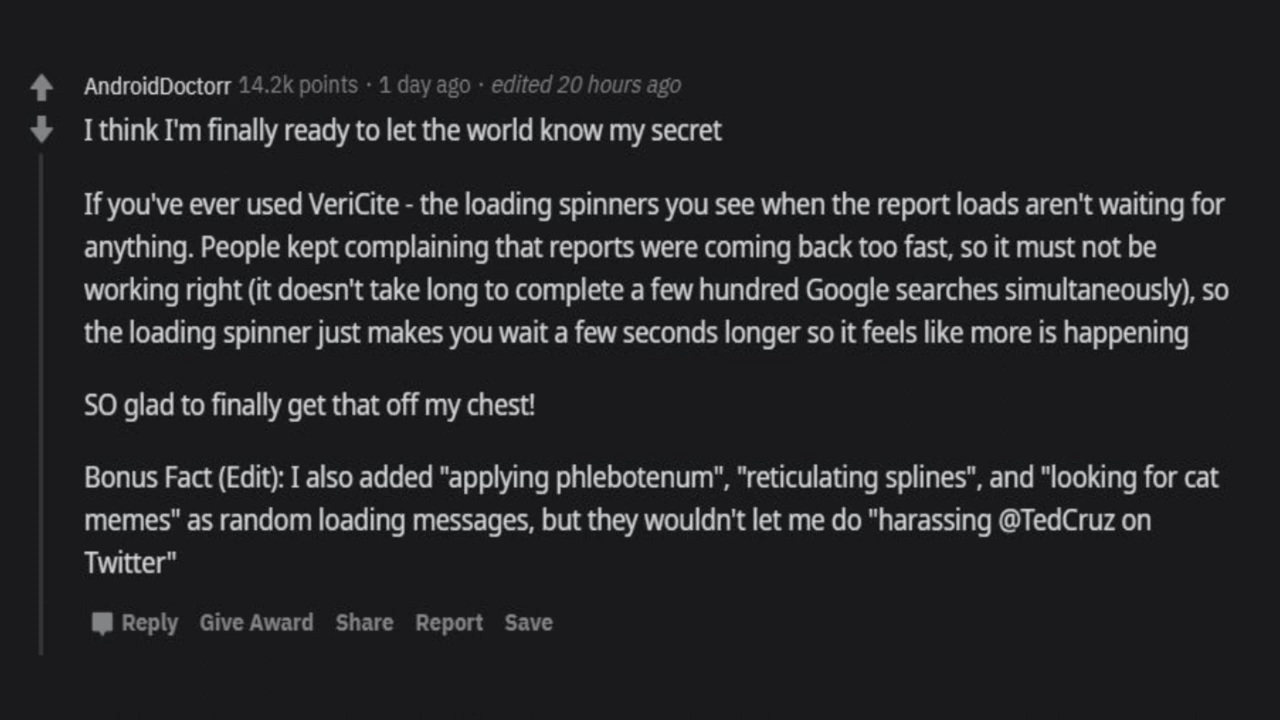 AndroidDoctorr 14.2k points · 1 day ago · edited 20 hours ago
I think I'm finally ready to let the world know my secret
If you've ever used VeriCite - the loading spinners you see when the report loads aren't waiting for
anything. People kept complaining that reports were coming back too fast, so it must not be
working right (it doesn't take long to complete a few hundred Google searches simultaneously), so
the loading spinner just makes you wait a few seconds longer so it feels like more is happening
SO glad to finally get that off my chest!
Bonus Fact (Edit): I also added "applying phlebotenum", "reticulating splines", and "looking for cat
memes" as random loading messages, but they wouldn't let me do "harassing @TedCruz on
Twitter"
Reply Give Award Share Report Save